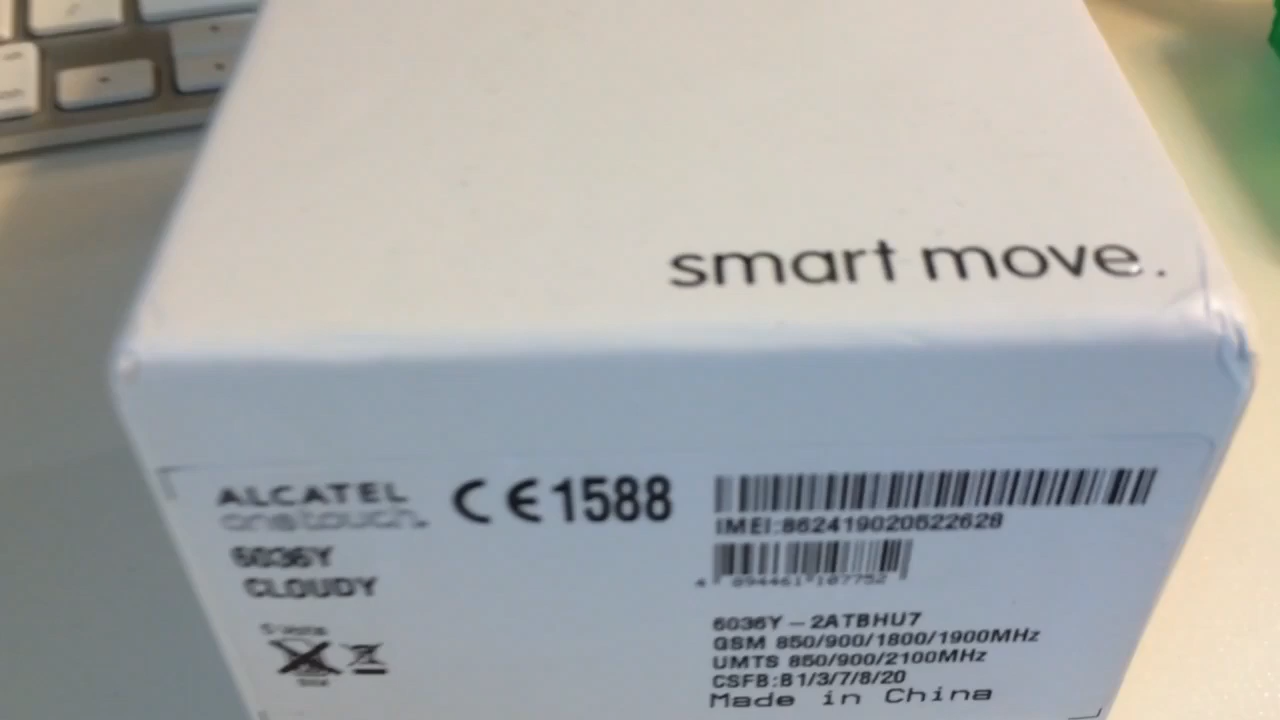 smart move.
ALCATEL
onetouch.
CE1588
6036Y
CLOUDY
IMEI:862419020522628
4 894461 107752
6036Y-2ATBHU7
GSM 850/900/1800/1900MHz
UMTS 850/900/2100MHz
CSFB:B1/3/7/8/20
Made in China